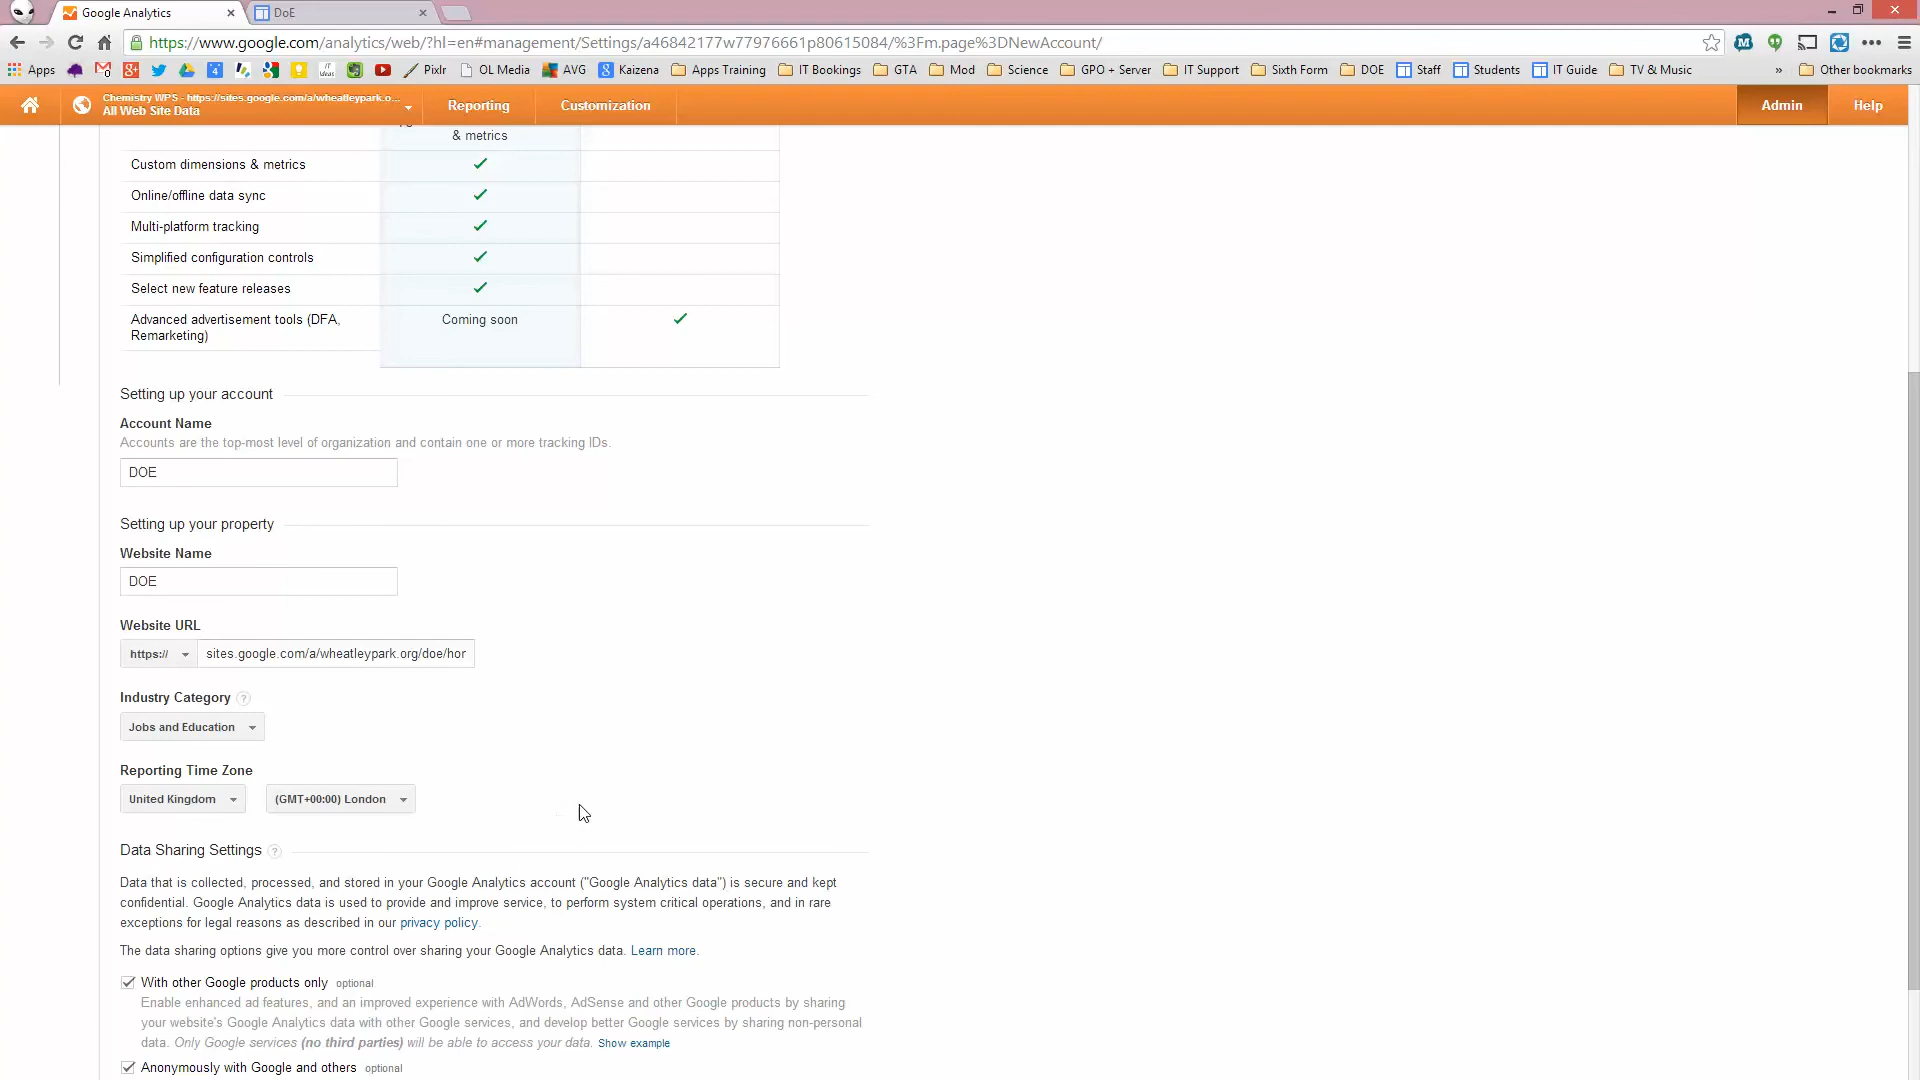 Google Analytics
DoE
https://www.google.com/analytics/web/?hl=en#management/Settings/a46842177w77976661p80615084/%3Fm.page%3DNewAccount/
Apps Pixlr OL Media AVG Kaizena Apps Training IT Bookings GTA Mod Science GPO + Server IT Support Sixth Form DOE Staff Students IT Guide TV & Music » Other bookmarks
Chemistry WPS - https://sites.google.com/a/wheatleypark.o...
All Web Site Data
Reporting
Customization
Admin
Help
& metrics
Custom dimensions & metrics
Online/offline data sync
Multi-platform tracking
Simplified configuration controls
Select new feature releases
Advanced advertisement tools (DFA, Coming soon
Remarketing)
Setting up your account
Account Name
Accounts are the top-most level of organization and contain one or more tracking IDs.
DOE
Setting up your property
Website Name
DOE
Website URL
https:// sites.google.com/a/wheatleypark.org/doe/hor
Industry Category ?
Jobs and Education
Reporting Time Zone
United Kingdom (GMT+00:00) London
Data Sharing Settings ?
Data that is collected, processed, and stored in your Google Analytics account ("Google Analytics data") is secure and kept
confidential. Google Analytics data is used to provide and improve service, to perform system critical operations, and in rare
exceptions for legal reasons as described in our privacy policy.
The data sharing options give you more control over sharing your Google Analytics data. Learn more.
With other Google products only optional
Enable enhanced ad features, and an improved experience with AdWords, AdSense and other Google products by sharing
your website's Google Analytics data with other Google services, and develop better Google services by sharing non-personal
data. Only Google services (no third parties) will be able to access your data. Show example
Anonymously with Google and others optional